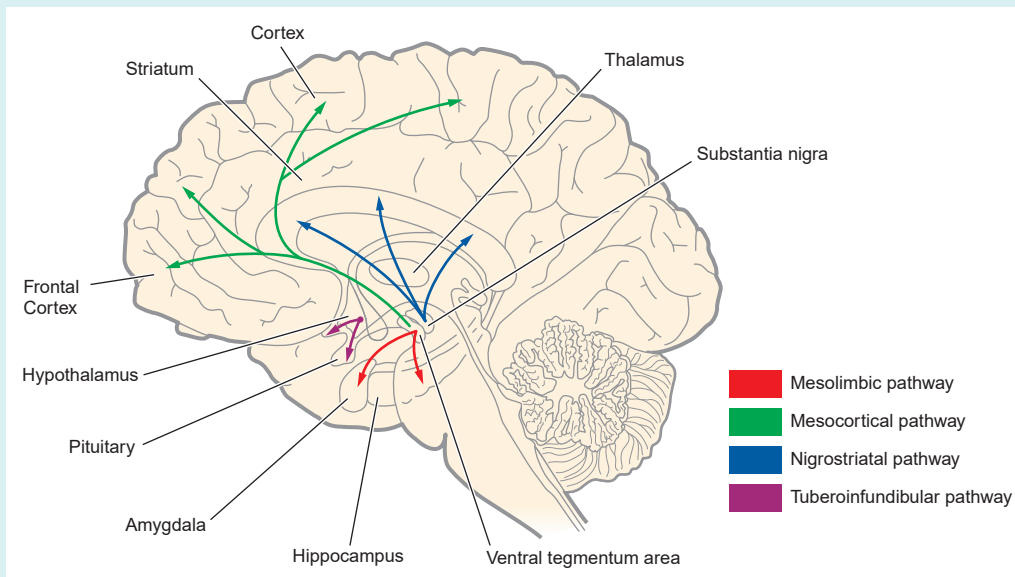 Cortex
Striatum
Thalamus
Substantia nigra
Frontal
Cortex
Hypothalamus
Pituitary
Amygdala
Hippocampus
Ventral tegmentum area
Mesolimbic pathway
Mesocortical pathway
Nigrostriatal pathway
Tuberoinfundibular pathway